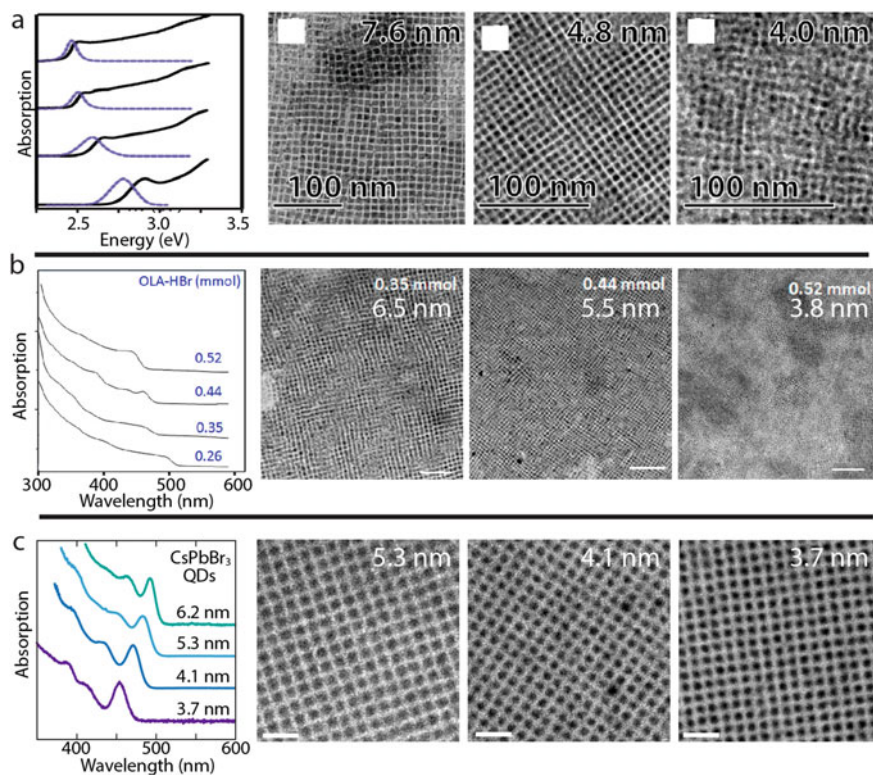 a
Absorption
2.5 3.0 3.5
Energy (eV)
7.6 nm
100 nm
4.8 nm
100 nm
4.0 nm
100 nm
b
Absorption
OLA-HBr (mmol)
0.52
0.44
0.35
0.26
300 400 500 600
Wavelength (nm)
0.35 mmol
6.5 nm
0.44 mmol
5.5 nm
0.52 mmol
3.8 nm
c
Absorption
CsPbBr₃
QDs
6.2 nm
5.3 nm
4.1 nm
3.7 nm
400 500 600
Wavelength (nm)
5.3 nm
4.1 nm
3.7 nm